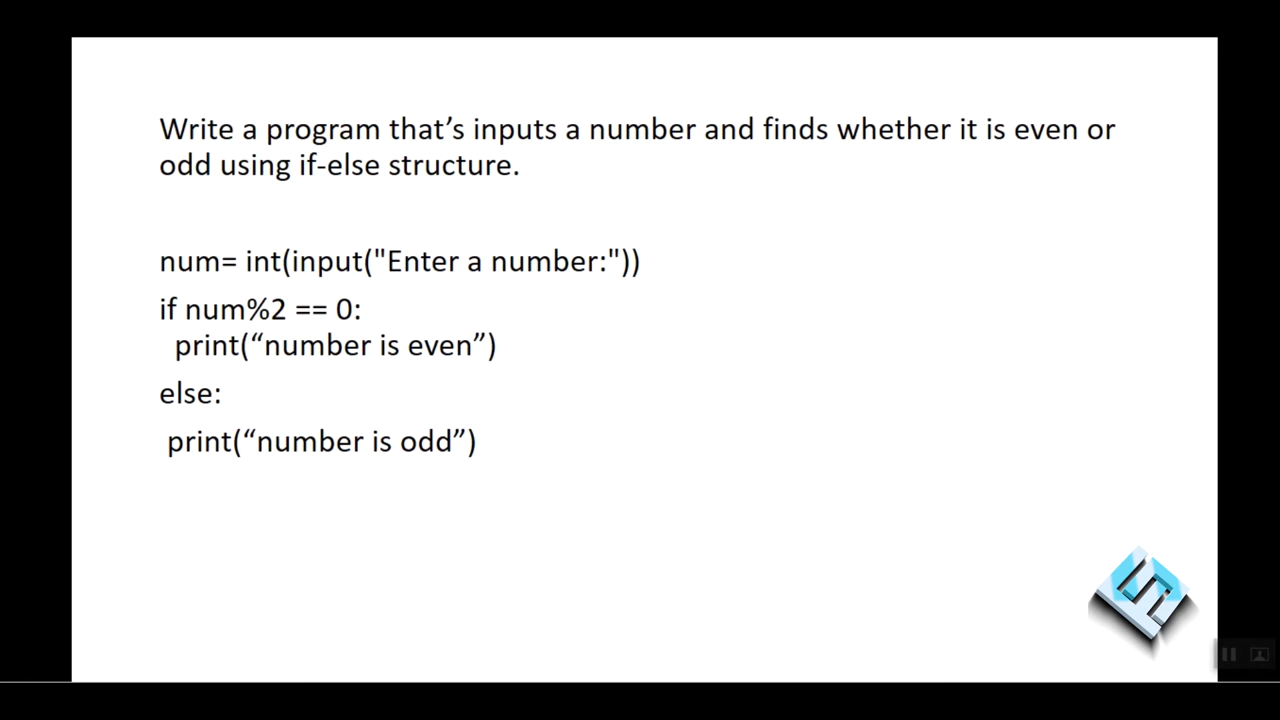 Write a program that’s inputs a number and finds whether it is even or
odd using if-else structure.
num= int(input("Enter a number:"))
if num%2 == 0:
print(“number is even”)
else:
print(“number is odd”)